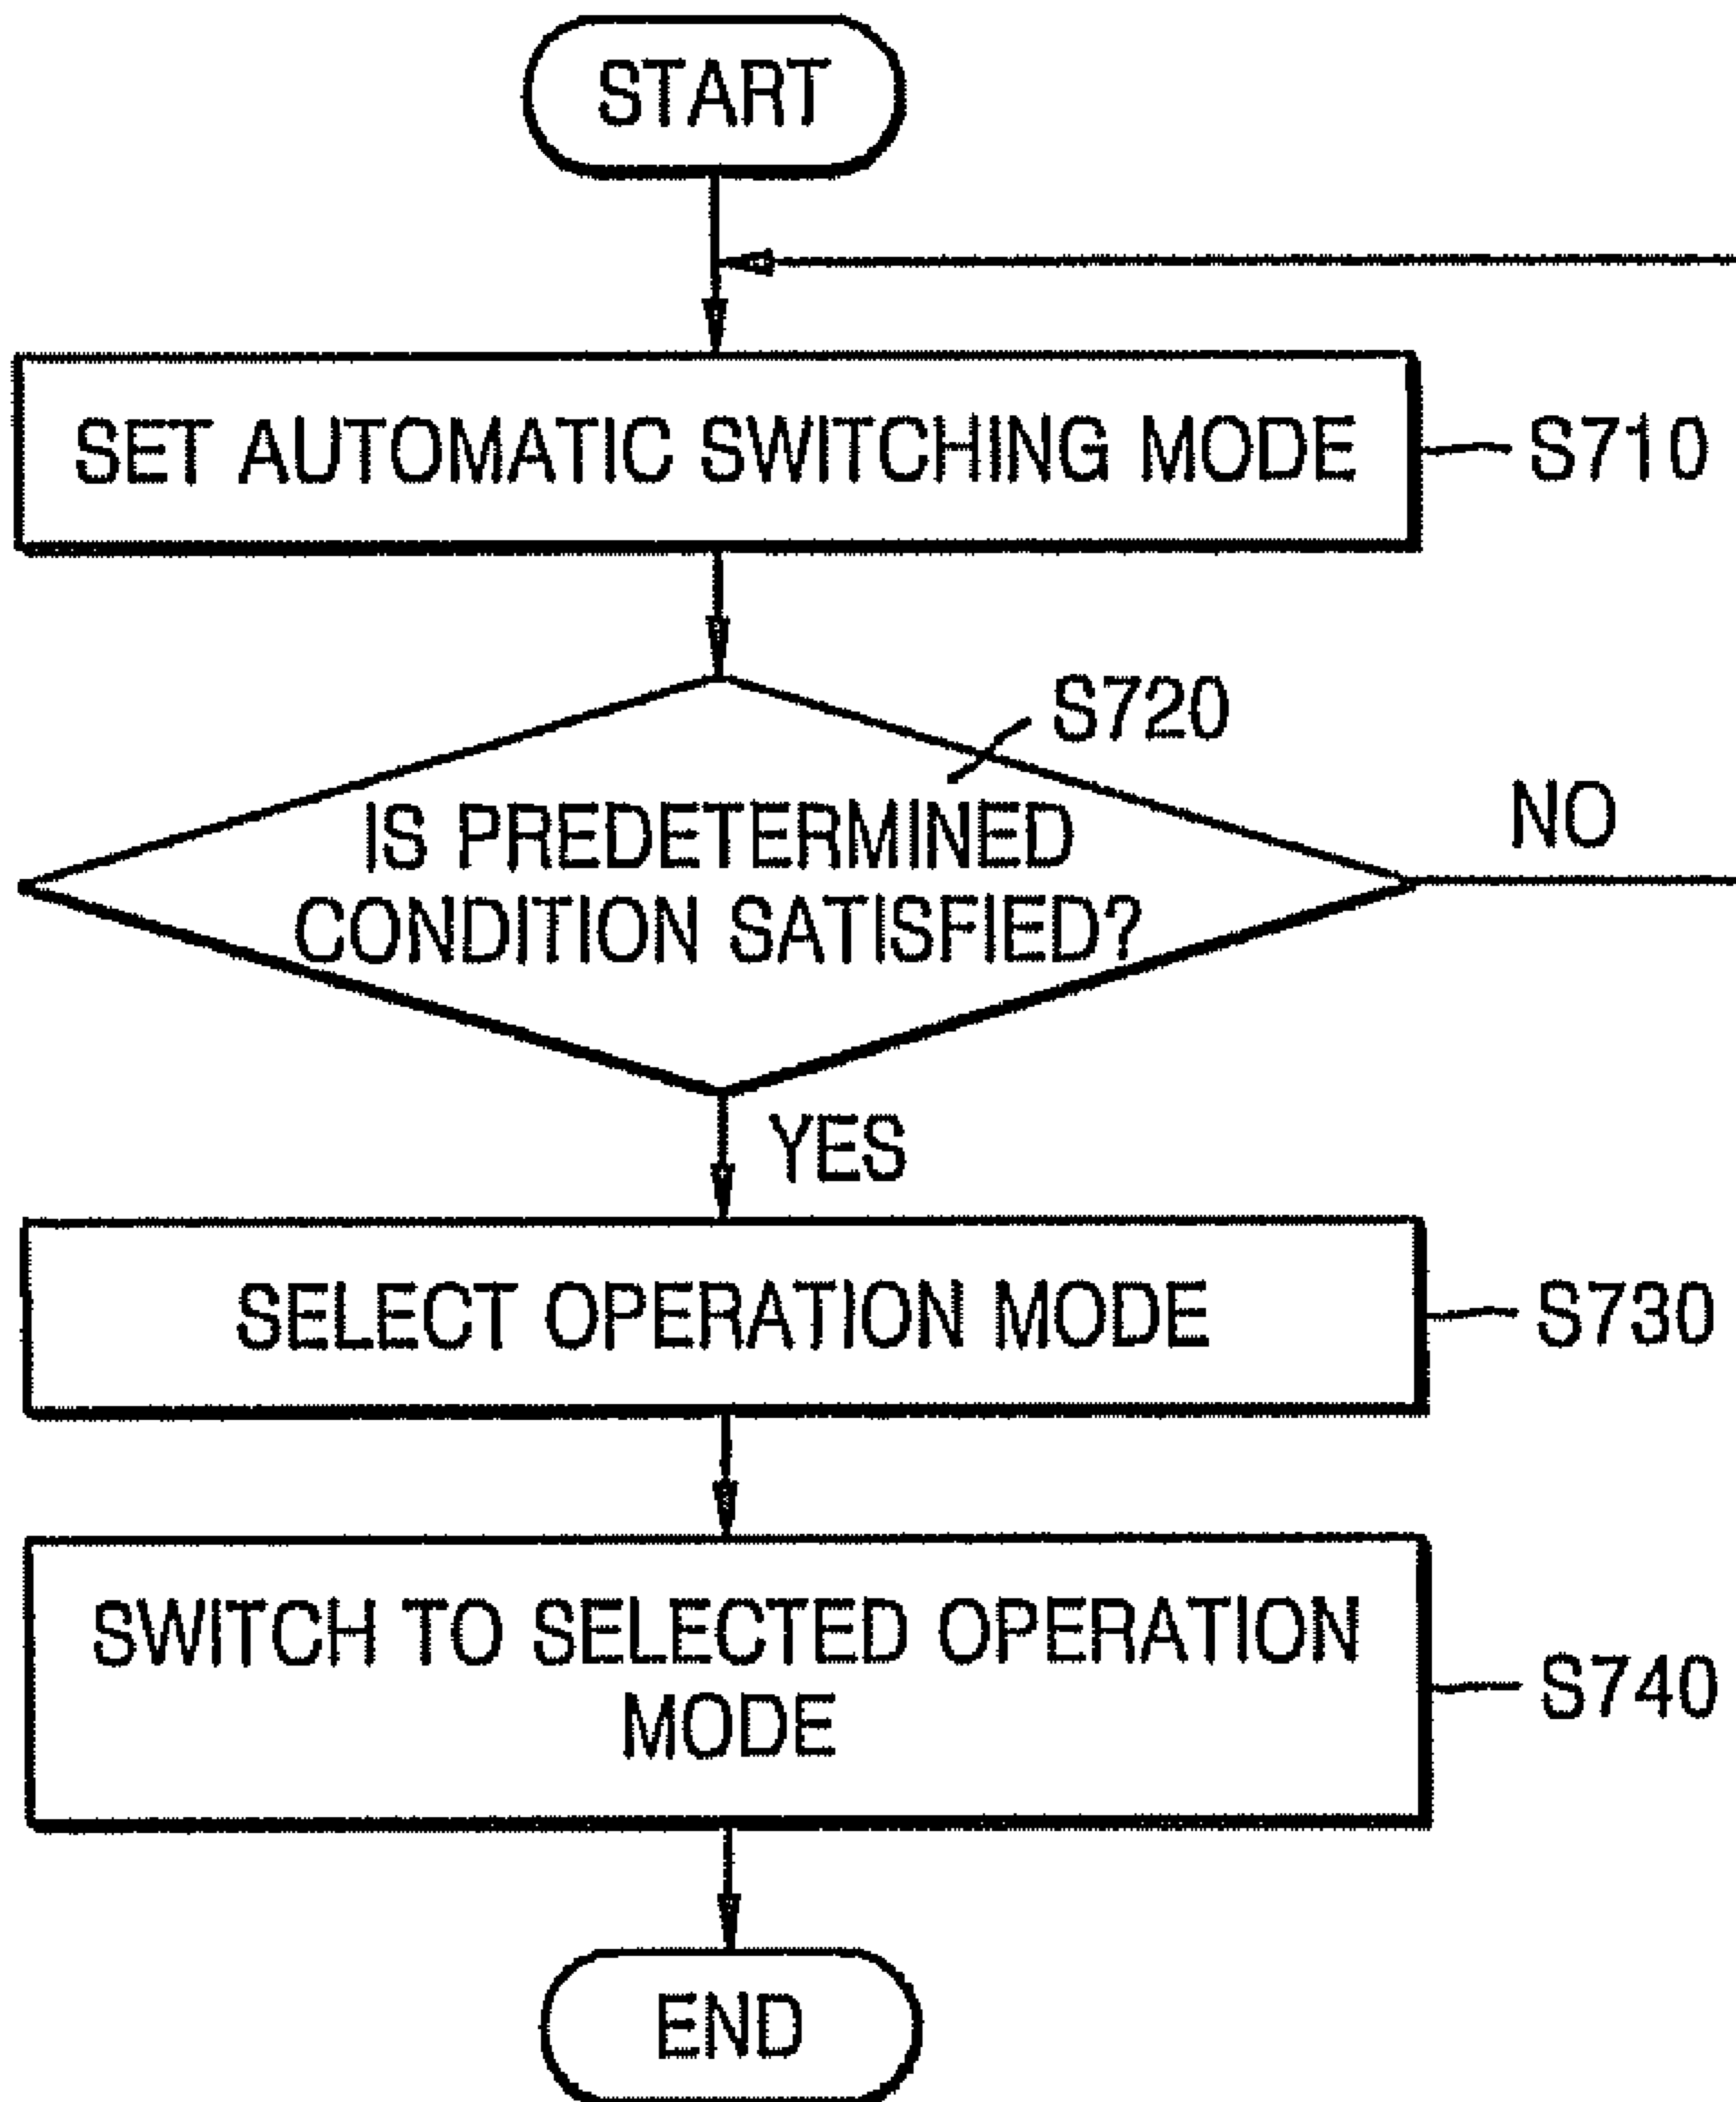 START
SET AUTOMATIC SWITCHING MODE
S710
S720
IS PREDETERMINED
CONDITION SATISFIED?
NO
YES
SELECT OPERATION MODE
S730
SWITCH TO SELECTED OPERATION
MODE
S740
END